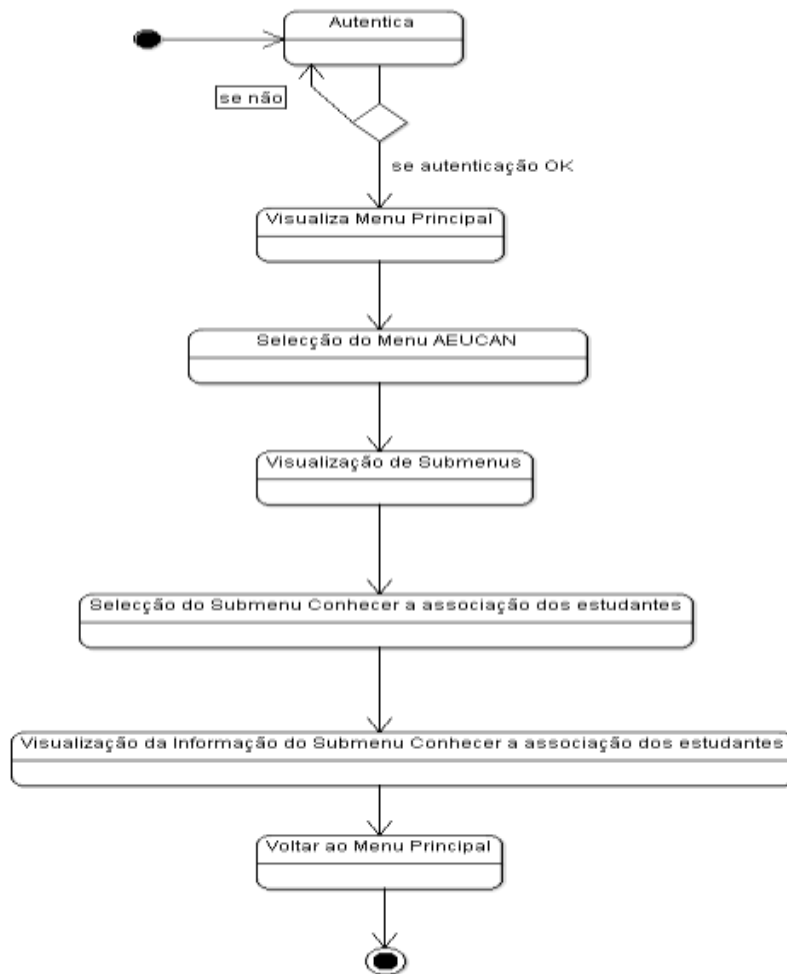 Autentica
se não
se autenticação OK
Visualiza Menu Principal
Selecção do Menu AEUCAN
Visualização de Submenus
Selecção do Submenu Conhecer a associação dos estudantes
Visualização da Informação do Submenu Conhecer a associação dos estudantes
Voltar ao Menu Principal